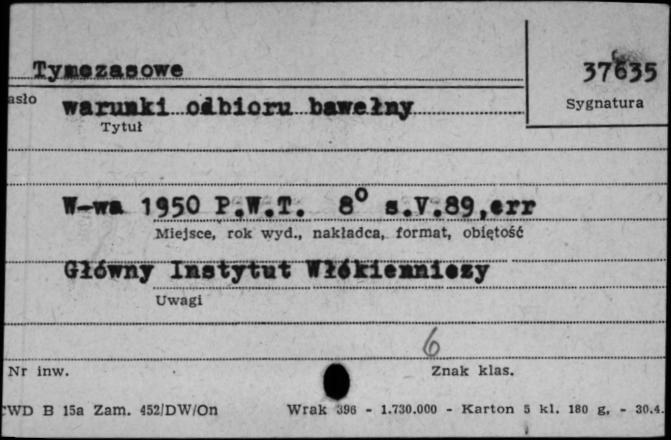 Tymczasowe
37635
asło
warunki odbioru bawełny
Sygnatura
Tytuł
W-wa 1950 P.W.T. 8° s.V.89,err
Miejsce, rok wyd., nakładca, format, objętość
Główny Instytut Włókienniczy
Uwagi
6
Nr inw.
Znak klas.
WD B 15a Zam. 452/DW/On
Wrak 396 - 1.730.000 - Karton 5 kl. 180 g. - 30.4.